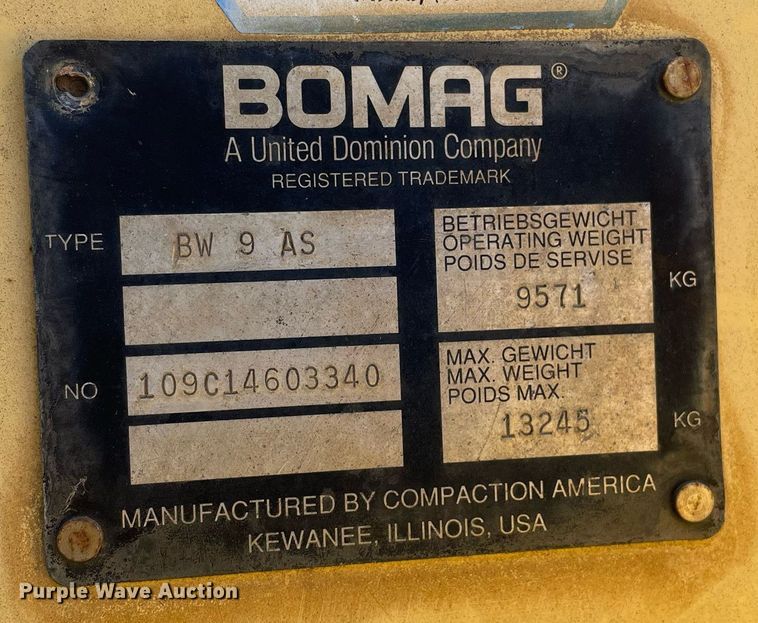 BOMAG®
A United Dominion Company
REGISTERED TRADEMARK
TYPE BW 9 AS
BETRIEBSGEWICHT
OPERATING WEIGHT
POIDS DE SERVISE
9571 KG
NO 109C14603340
MAX. GEWICHT
MAX. WEIGHT
POIDS MAX.
13245 KG
MANUFACTURED BY COMPACTION AMERICA
KEWANEE, ILLINOIS, USA
Purple Wave Auction